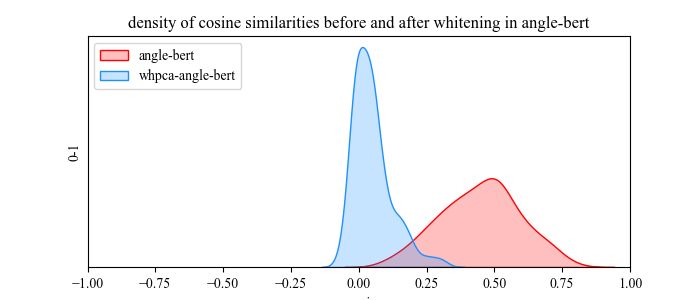 density of cosine similarities before and after whitening in angle-bert
angle-bert
whpca-angle-bert
0-1
−1.00 −0.75 −0.50 −0.25 0.00 0.25 0.50 0.75 1.00